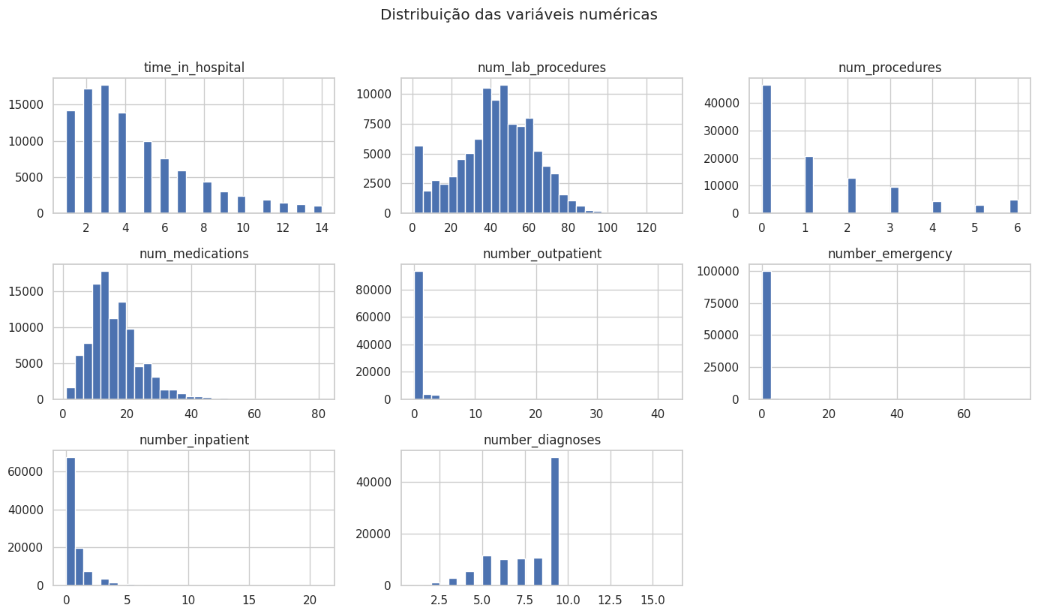 Distribuição das variáveis numéricas
time_in_hospital
num_lab_procedures
num_procedures
15000
10000
5000
0
2 4 6 8 10 12 14
10000
7500
5000
2500
0
0 20 40 60 80 100 120
40000
30000
20000
10000
0
0 1 2 3 4 5 6
num_medications
number_outpatient
number_emergency
15000
10000
5000
0
0 20 40 60 80
80000
60000
40000
20000
0
0 10 20 30 40
100000
75000
50000
25000
0
0 20 40 60
number_inpatient
number_diagnoses
60000
40000
20000
0
0 5 10 15 20
40000
20000
0
2.5 5.0 7.5 10.0 12.5 15.0